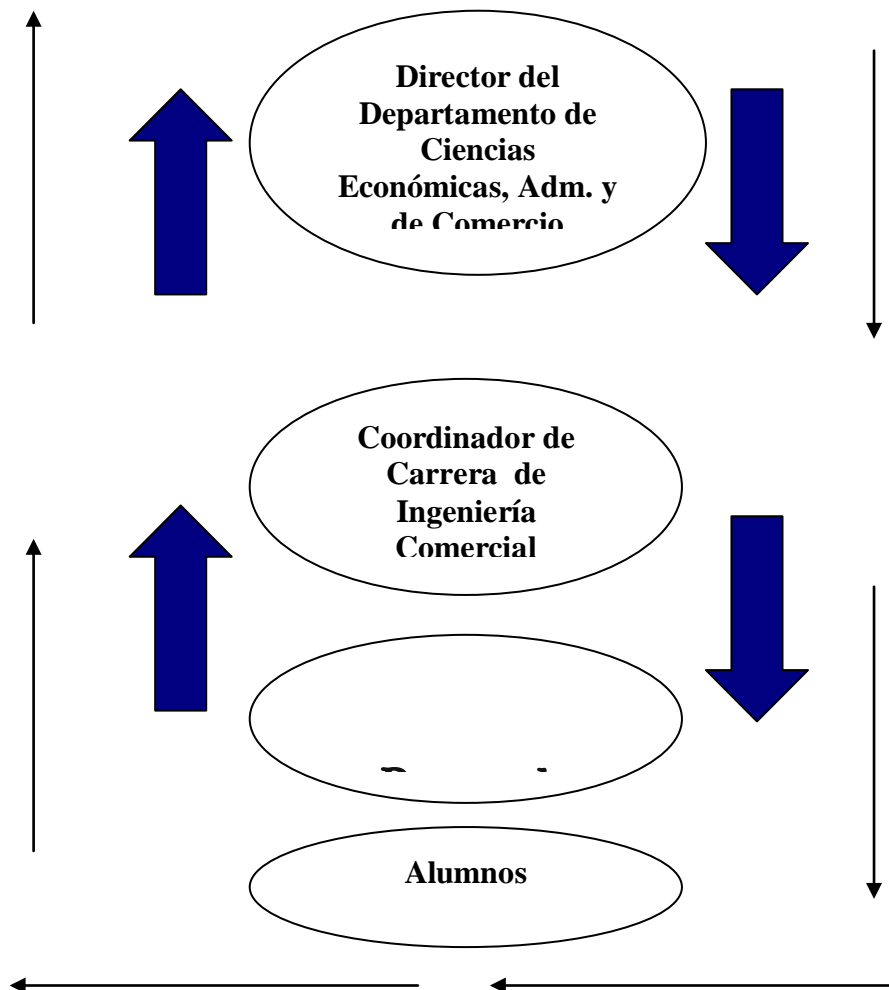 Director del
Departamento de
Ciencias
Económicas, Adm. y
de Comercio
Coordinador de
Carrera de
Ingeniería
Comercial
Alumnos